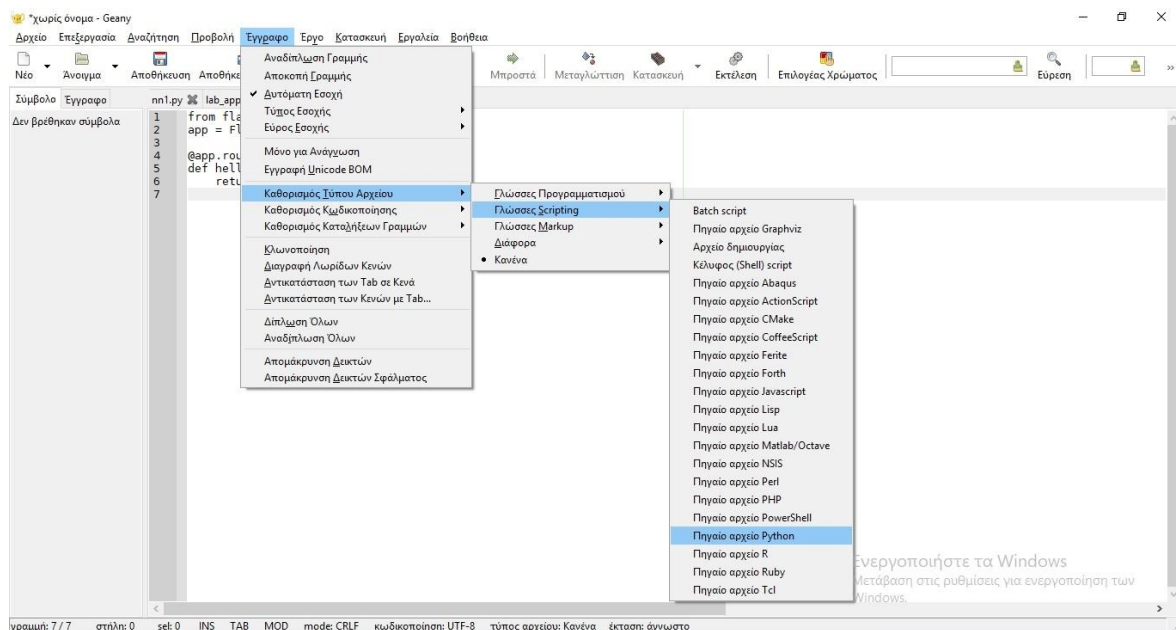 *χωρίς όνομα - Geany
Αρχείο Επεξεργασία Αναζήτηση Προβολή Έγγραφο Έργο Κατασκευή Εργαλεία Βοήθεια
Νέο Άνοιγμα Αποθήκευση Μπροστά Μεταγλώττιση Κατασκευή Εκτέλεση Επιλογέας Χρώματος Εύρεση
Σύμβολα Έγγραφο nn1.py
Δεν βρέθηκαν σύμβολα
1 from
2 app =
3
4
5 def
6
7
Αναδίπλωση Γραμμής
Αποκοπή Γραμμής
Αυτόματη Εσοχή
Τύπος Εσοχής
Εύρος Εσοχής
Μόνο για Ανάγνωση
Εγγραφή Unicode BOM
Καθορισμός Τύπου Αρχείου
Καθορισμός Κωδικοποίησης
Καθορισμός Καταλήξεων Γραμμών
Κλωνοποίηση
Διαγραφή Λωρίδων Κενών
Αντικατάσταση των Tab σε Κενά
Αντικατάσταση των Κενών με Tab...
Δίπλωση Όλων
Αναδίπλωση Όλων
Απομάκρυνση Δεικτών
Απομάκρυνση Δεικτών Σφάλματος
Γλώσσες Προγραμματισμού
Γλώσσες Scripting
Γλώσσες Markup
Διάφορα
Κανένα
Batch script
Πηγαίο αρχείο Graphviz
Αρχείο δημιουργίας
Κέλυφος (Shell) script
Πηγαίο αρχείο Abaqus
Πηγαίο αρχείο ActionScript
Πηγαίο αρχείο CMake
Πηγαίο αρχείο CoffeeScript
Πηγαίο αρχείο Ferite
Πηγαίο αρχείο Forth
Πηγαίο αρχείο Javascript
Πηγαίο αρχείο Lisp
Πηγαίο αρχείο Lua
Πηγαίο αρχείο Matlab/Octave
Πηγαίο αρχείο NSIS
Πηγαίο αρχείο Perl
Πηγαίο αρχείο PHP
Πηγαίο αρχείο PowerShell
Πηγαίο αρχείο Python
Πηγαίο αρχείο R
Πηγαίο αρχείο Ruby
Πηγαίο αρχείο Tcl
Ενεργοποιήστε τα Windows
Μετάβαση στις ρυθμίσεις για ενεργοποίηση των
Windows.
γραμμή: 7 / 7 στήλη: 0 sel: 0 INS TAB MOD mode: CRLF κωδικοποίηση: UTF-8 τύπος αρχείου: Κανένα έκταση: άγνωστο